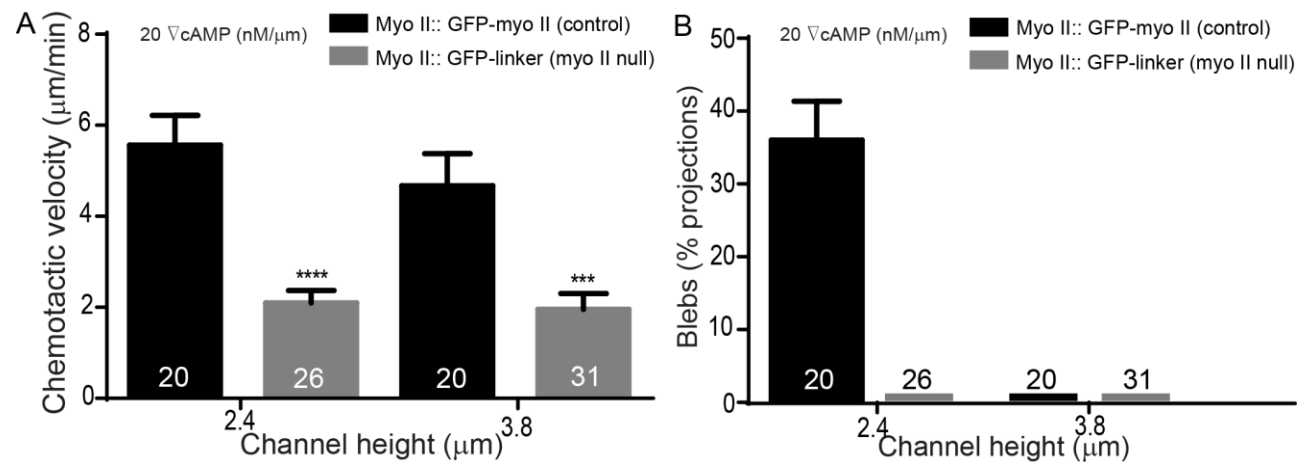 A
20 ∇cAMP (nM/μm)
Myo II:: GFP-myo II (control)
Myo II:: GFP-linker (myo II null)
Chemotactic velocity (μm/min)
8
6
4
2
0
****
***
20
26
20
31
2.4
3.8
Channel height (μm)
B
20 ∇cAMP (nM/μm)
Myo II:: GFP-myo II (control)
Myo II:: GFP-linker (myo II null)
Blebs (% projections)
50
40
30
20
10
0
20
26
20
31
2.4
3.8
Channel height (μm)